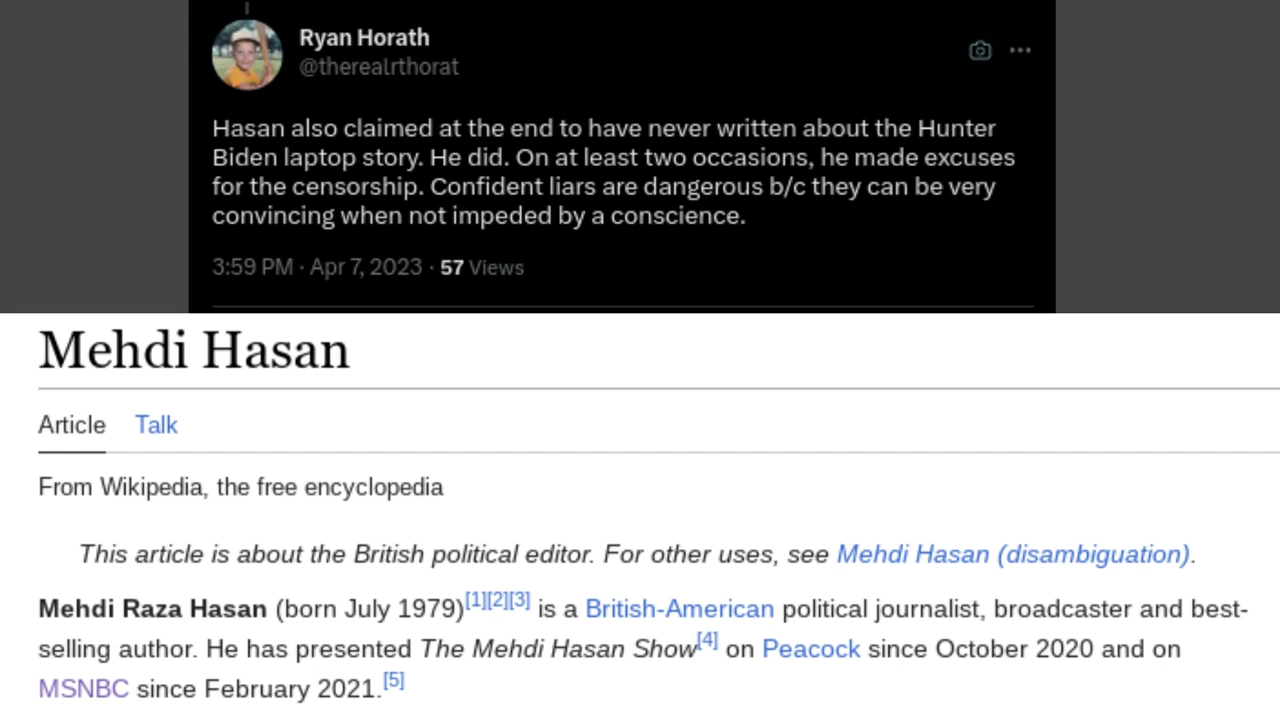 Ryan Horath
@therealrthorat
Hasan also claimed at the end to have never written about the Hunter
Biden laptop story. He did. On at least two occasions, he made excuses
for the censorship. Confident liars are dangerous b/c they can be very
convincing when not impeded by a conscience.
3:59 PM · Apr 7, 2023 · 57 Views
Mehdi Hasan
Article Talk
From Wikipedia, the free encyclopedia
This article is about the British political editor. For other uses, see Mehdi Hasan (disambiguation).
Mehdi Raza Hasan (born July 1979)[1][2][3] is a British-American political journalist, broadcaster and best-
selling author. He has presented The Mehdi Hasan Show[4] on Peacock since October 2020 and on
MSNBC since February 2021.[5]